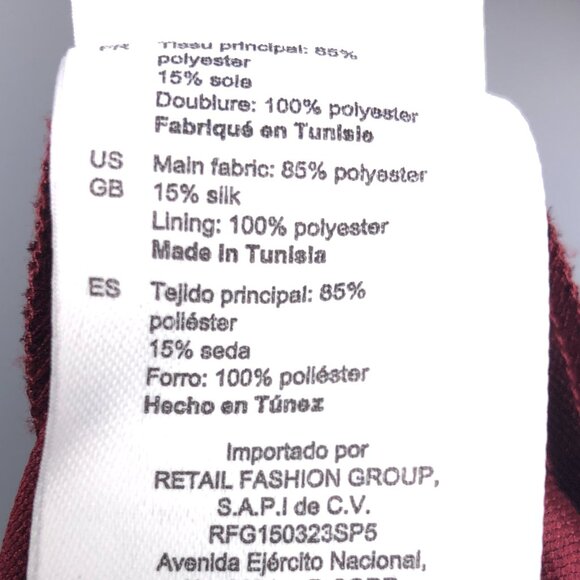 FR Tissu principal: 85%
polyester
15% soie
Doublure: 100% polyester
Fabriqué en Tunisie
US Main fabric: 85% polyester
GB 15% silk
Lining: 100% polyester
Made in Tunisia
ES Tejido principal: 85%
poliéster
15% seda
Forro: 100% poliéster
Hecho en Túnez
Importado por
RETAIL FASHION GROUP,
S.A.P.I de C.V.
RFG150323SP5
Avenida Ejército Nacional,